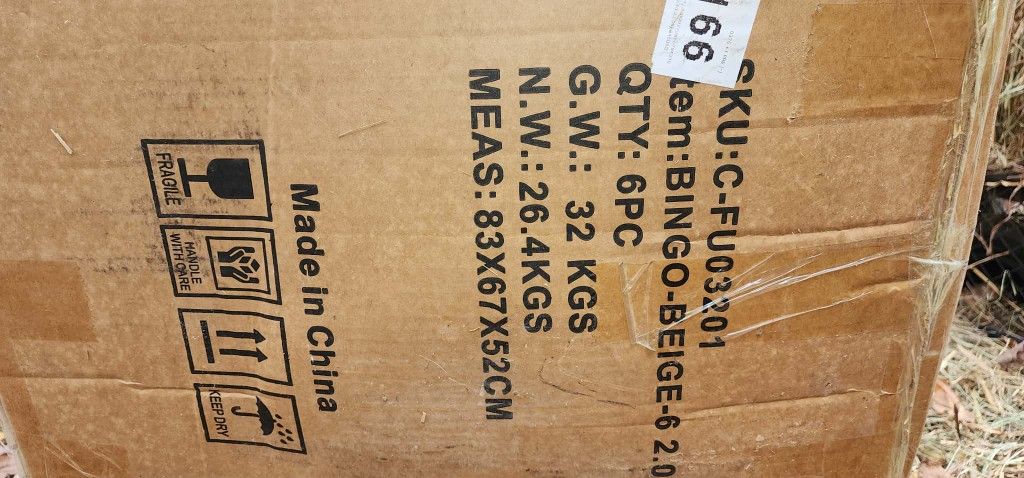 166
SKU:C-FU03201
tem:BINGO-BEIGE-6 2.0
QTY: 6PC
G.W.: 32 KGS
N.W.: 26.4KGS
MEAS: 83X67X52CM
Made in China
FRAGILE
HANDLE
WITH CARE
KEEP DRY